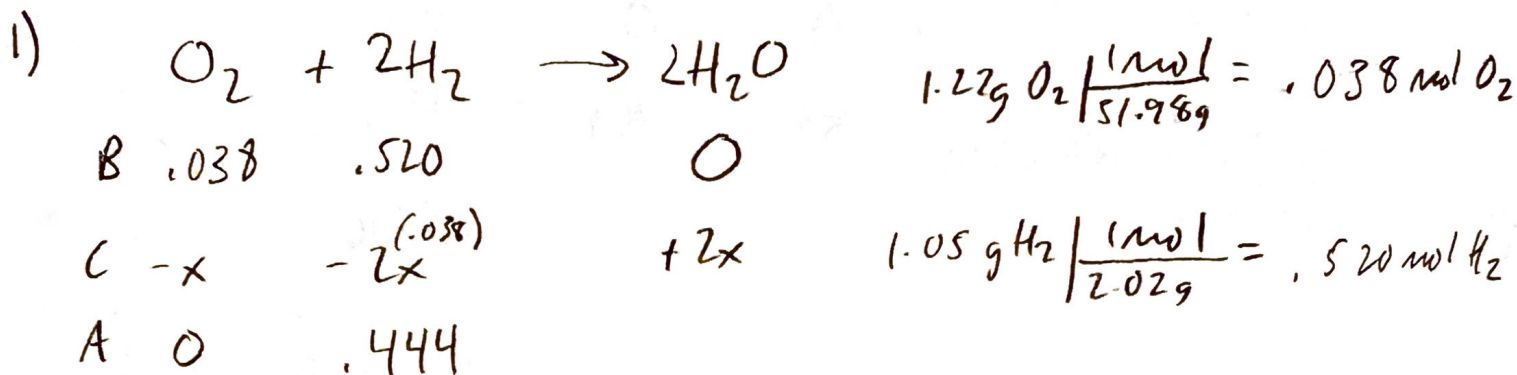 1) O₂ + 2H₂ → 2H₂O
B .038 .520 0
C -x -2x(.038) +2x
A 0 .444
1.22g O₂ | 1mol / 31.98g = .038 mol O₂
1.05 g H₂ | 1mol / 2.02g = .520 mol H₂